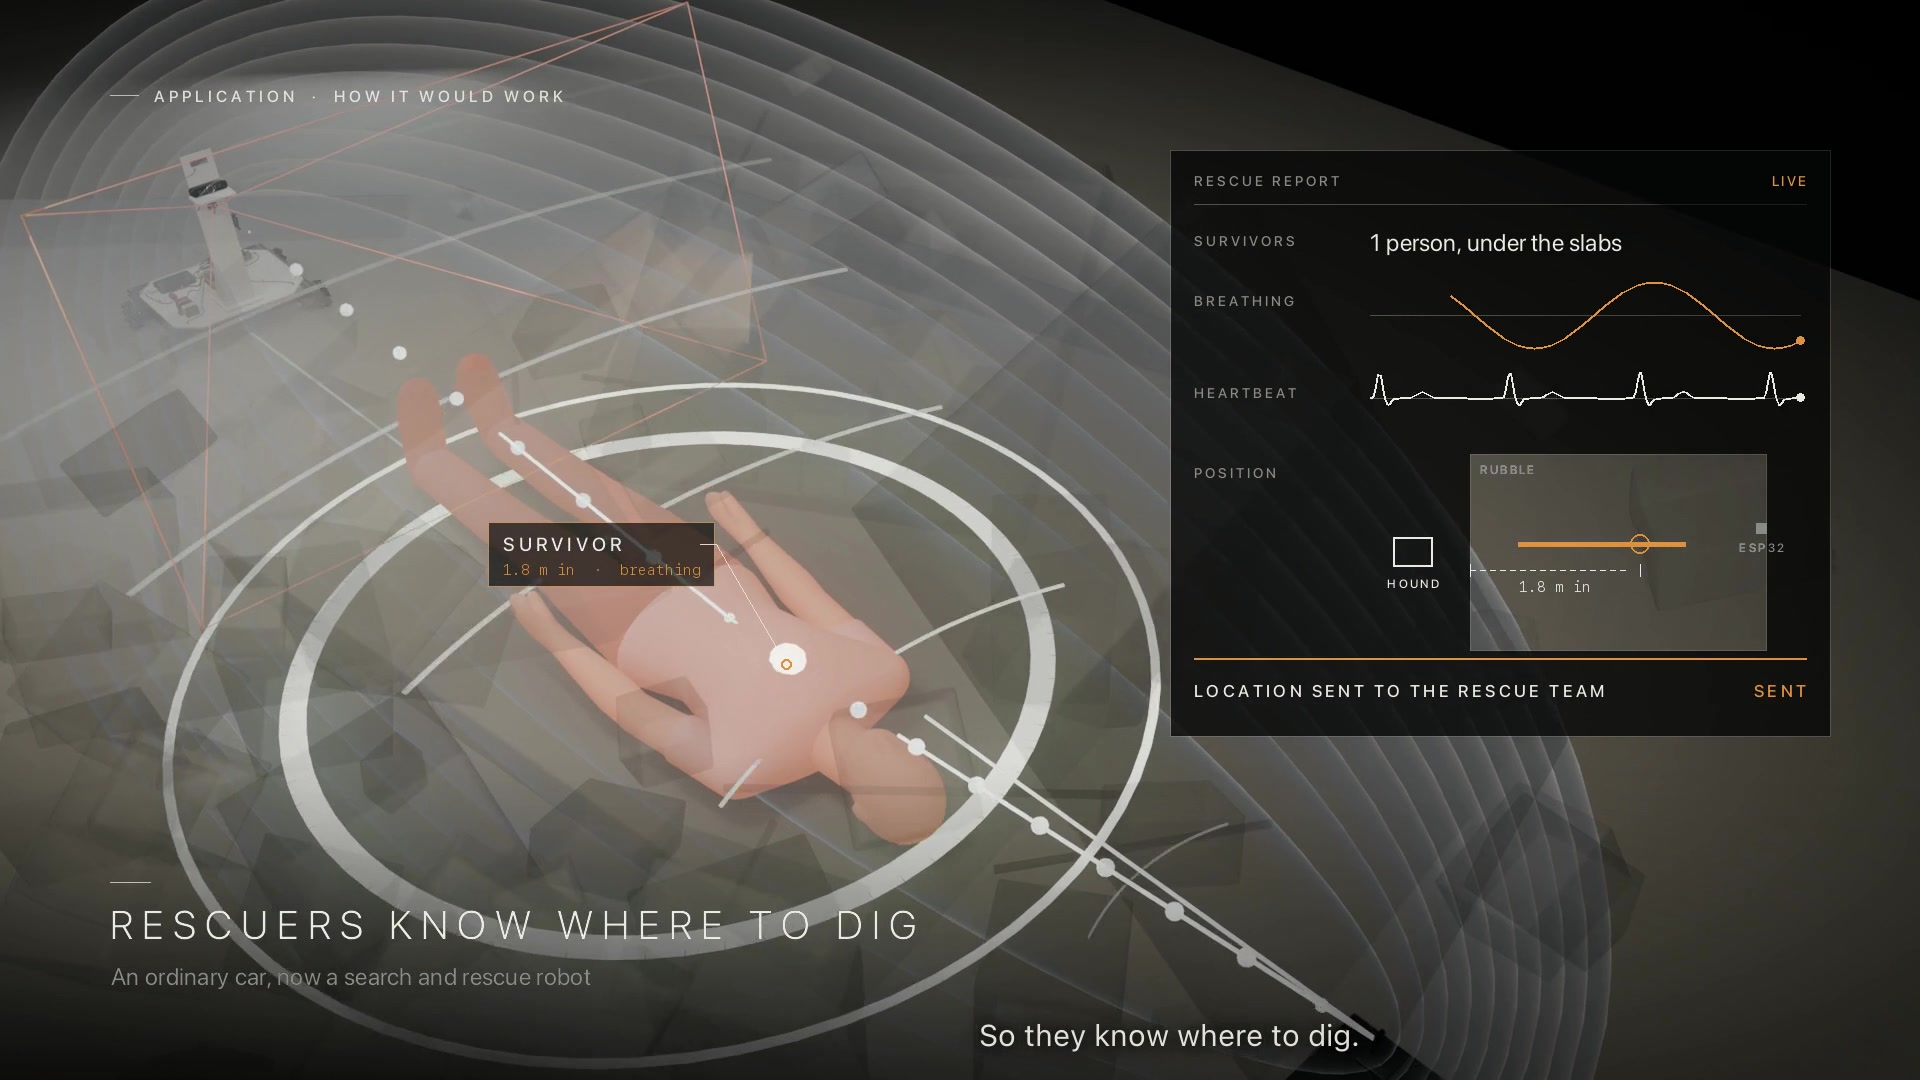 APPLICATION · HOW IT WOULD WORK
RESCUE REPORT LIVE
SURVIVORS 1 person, under the slabs
BREATHING
HEARTBEAT
POSITION
RUBBLE
ESP32
HOUND
1.8 m in
LOCATION SENT TO THE RESCUE TEAM SENT
SURVIVOR
1.8 m in · breathing
RESCUERS KNOW WHERE TO DIG
An ordinary car, now a search and rescue robot
So they know where to dig.